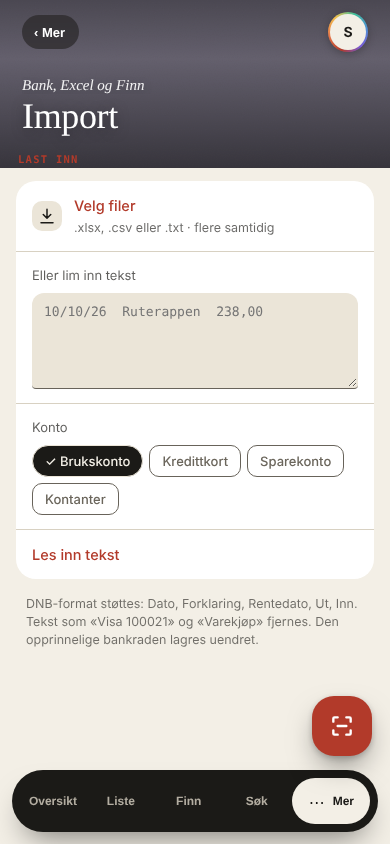 ‹ Mer
S
Bank, Excel og Finn
Import
LAST INN
Velg filer
.xlsx, .csv eller .txt · flere samtidig
Eller lim inn tekst
10/10/26 Ruterappen 238,00
Konto
✓ Brukskonto Kredittkort Sparekonto
Kontanter
Les inn tekst
DNB-format støttes: Dato, Forklaring, Rentedato, Ut, Inn.
Tekst som «Visa 100021» og «Varekjøp» fjernes. Den
opprinnelige bankraden lagres uendret.
Oversikt Liste Finn Søk ... Mer